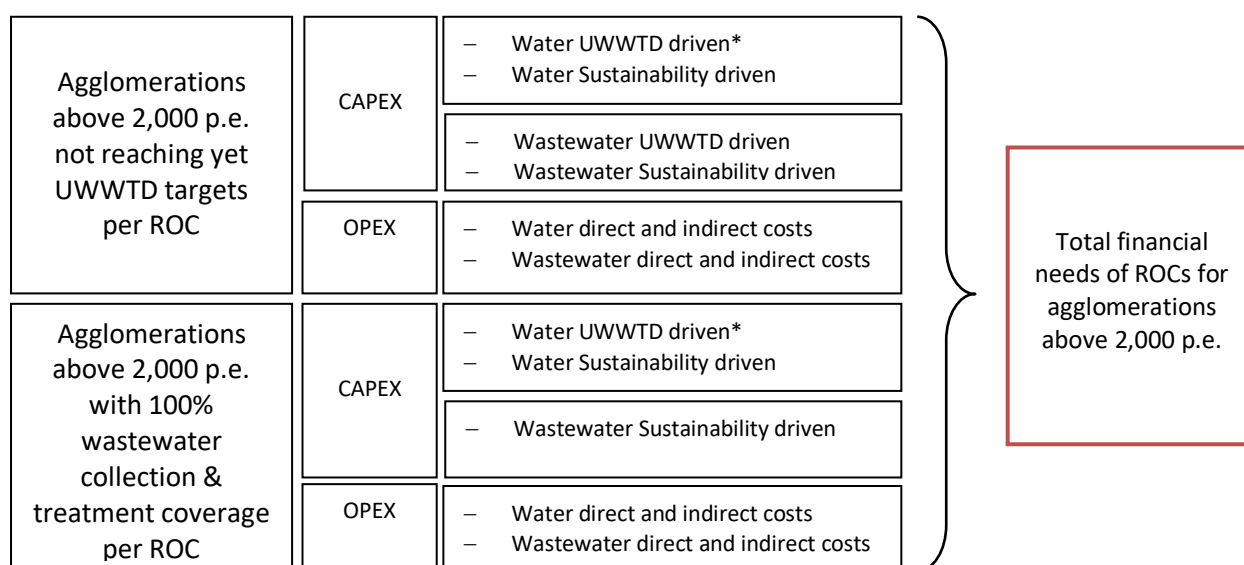 Agglomerations
above 2,000 p.e.
not reaching yet
UWWTD targets
per ROC
CAPEX
– Water UWWTD driven*
– Water Sustainability driven
– Wastewater UWWTD driven
– Wastewater Sustainability driven
OPEX
– Water direct and indirect costs
– Wastewater direct and indirect costs
Agglomerations
above 2,000 p.e.
with 100%
wastewater
collection &
treatment coverage
per ROC
CAPEX
– Water UWWTD driven*
– Water Sustainability driven
– Wastewater Sustainability driven
OPEX
– Water direct and indirect costs
– Wastewater direct and indirect costs
Total financial
needs of ROCs for
agglomerations
above 2,000 p.e.